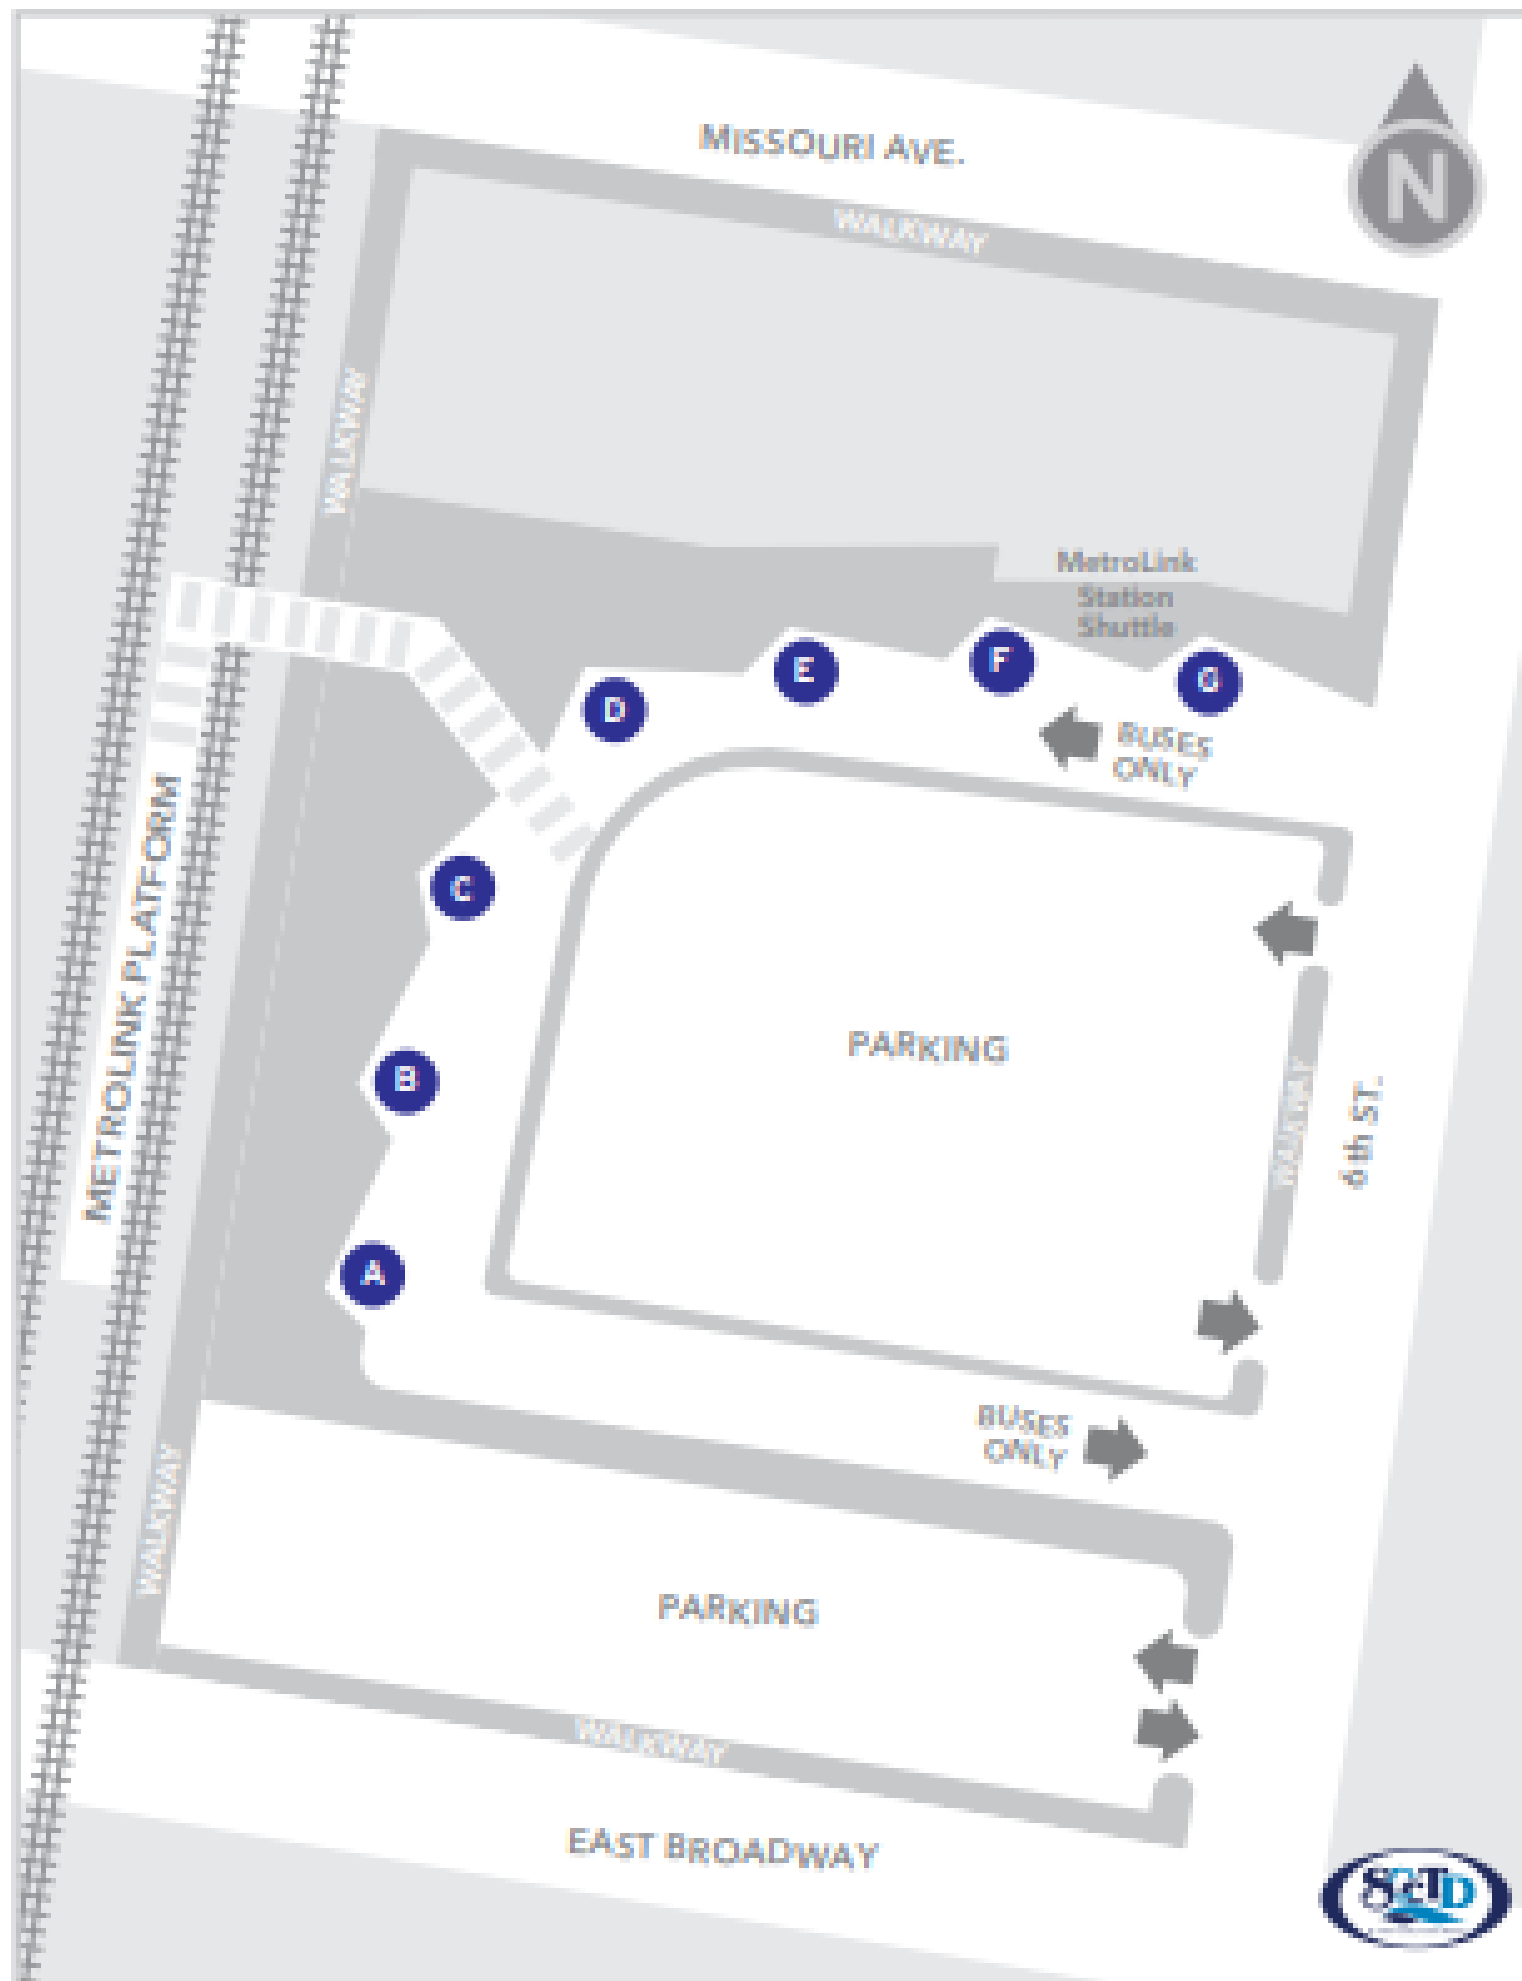 MISSOURI AVE.
N
WALKWAY
WALKWAY
MetroLink
Station
Shuttle
D
E
F
G
BUSES
ONLY
METROLINK PLATFORM
C
B
A
PARKING
WALKWAY
6th ST.
BUSES
ONLY
WALKWAY
PARKING
WALKWAY
EAST BROADWAY